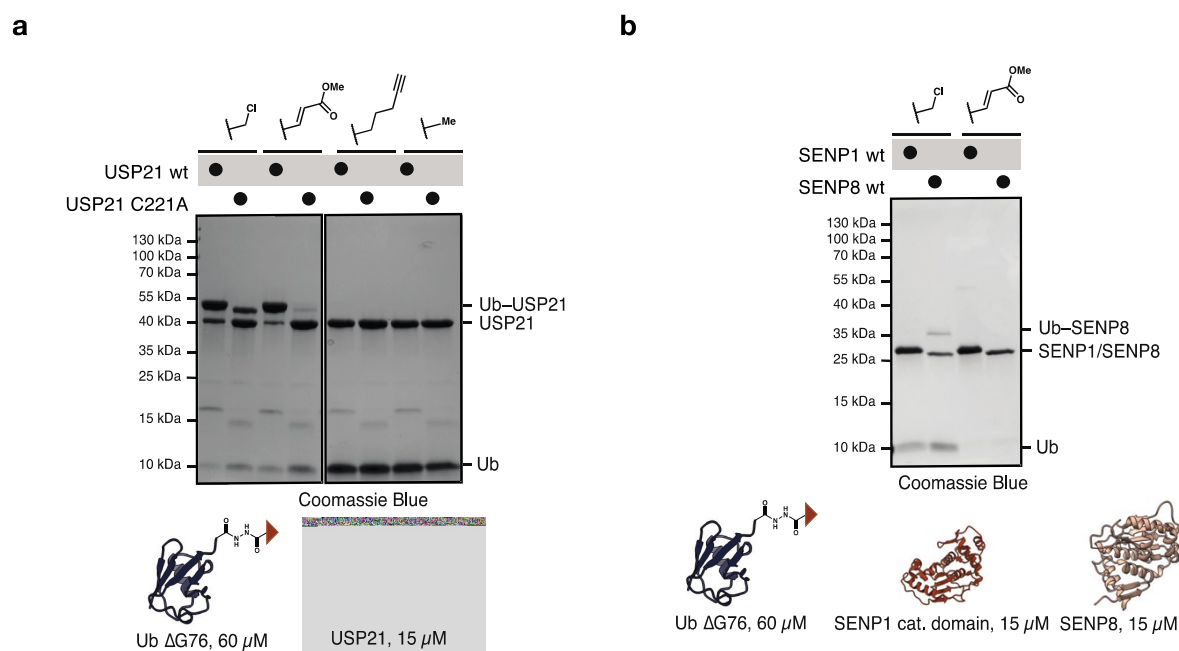 a
Cl
OMe
O
Me
USP21 wt
USP21 C221A
130 kDa
100 kDa
70 kDa
55 kDa
40 kDa
35 kDa
25 kDa
15 kDa
10 kDa
Ub–USP21
USP21
Ub
Coomassie Blue
O
H
N
N
H
O
Ub ΔG76, 60 μM
USP21, 15 μM
b
Cl
OMe
O
SENP1 wt
SENP8 wt
130 kDa
100 kDa
70 kDa
55 kDa
40 kDa
35 kDa
25 kDa
15 kDa
10 kDa
Ub–SENP8
SENP1/SENP8
Ub
Coomassie Blue
O
H
N
N
H
O
Ub ΔG76, 60 μM
SENP1 cat. domain, 15 μM
SENP8, 15 μM